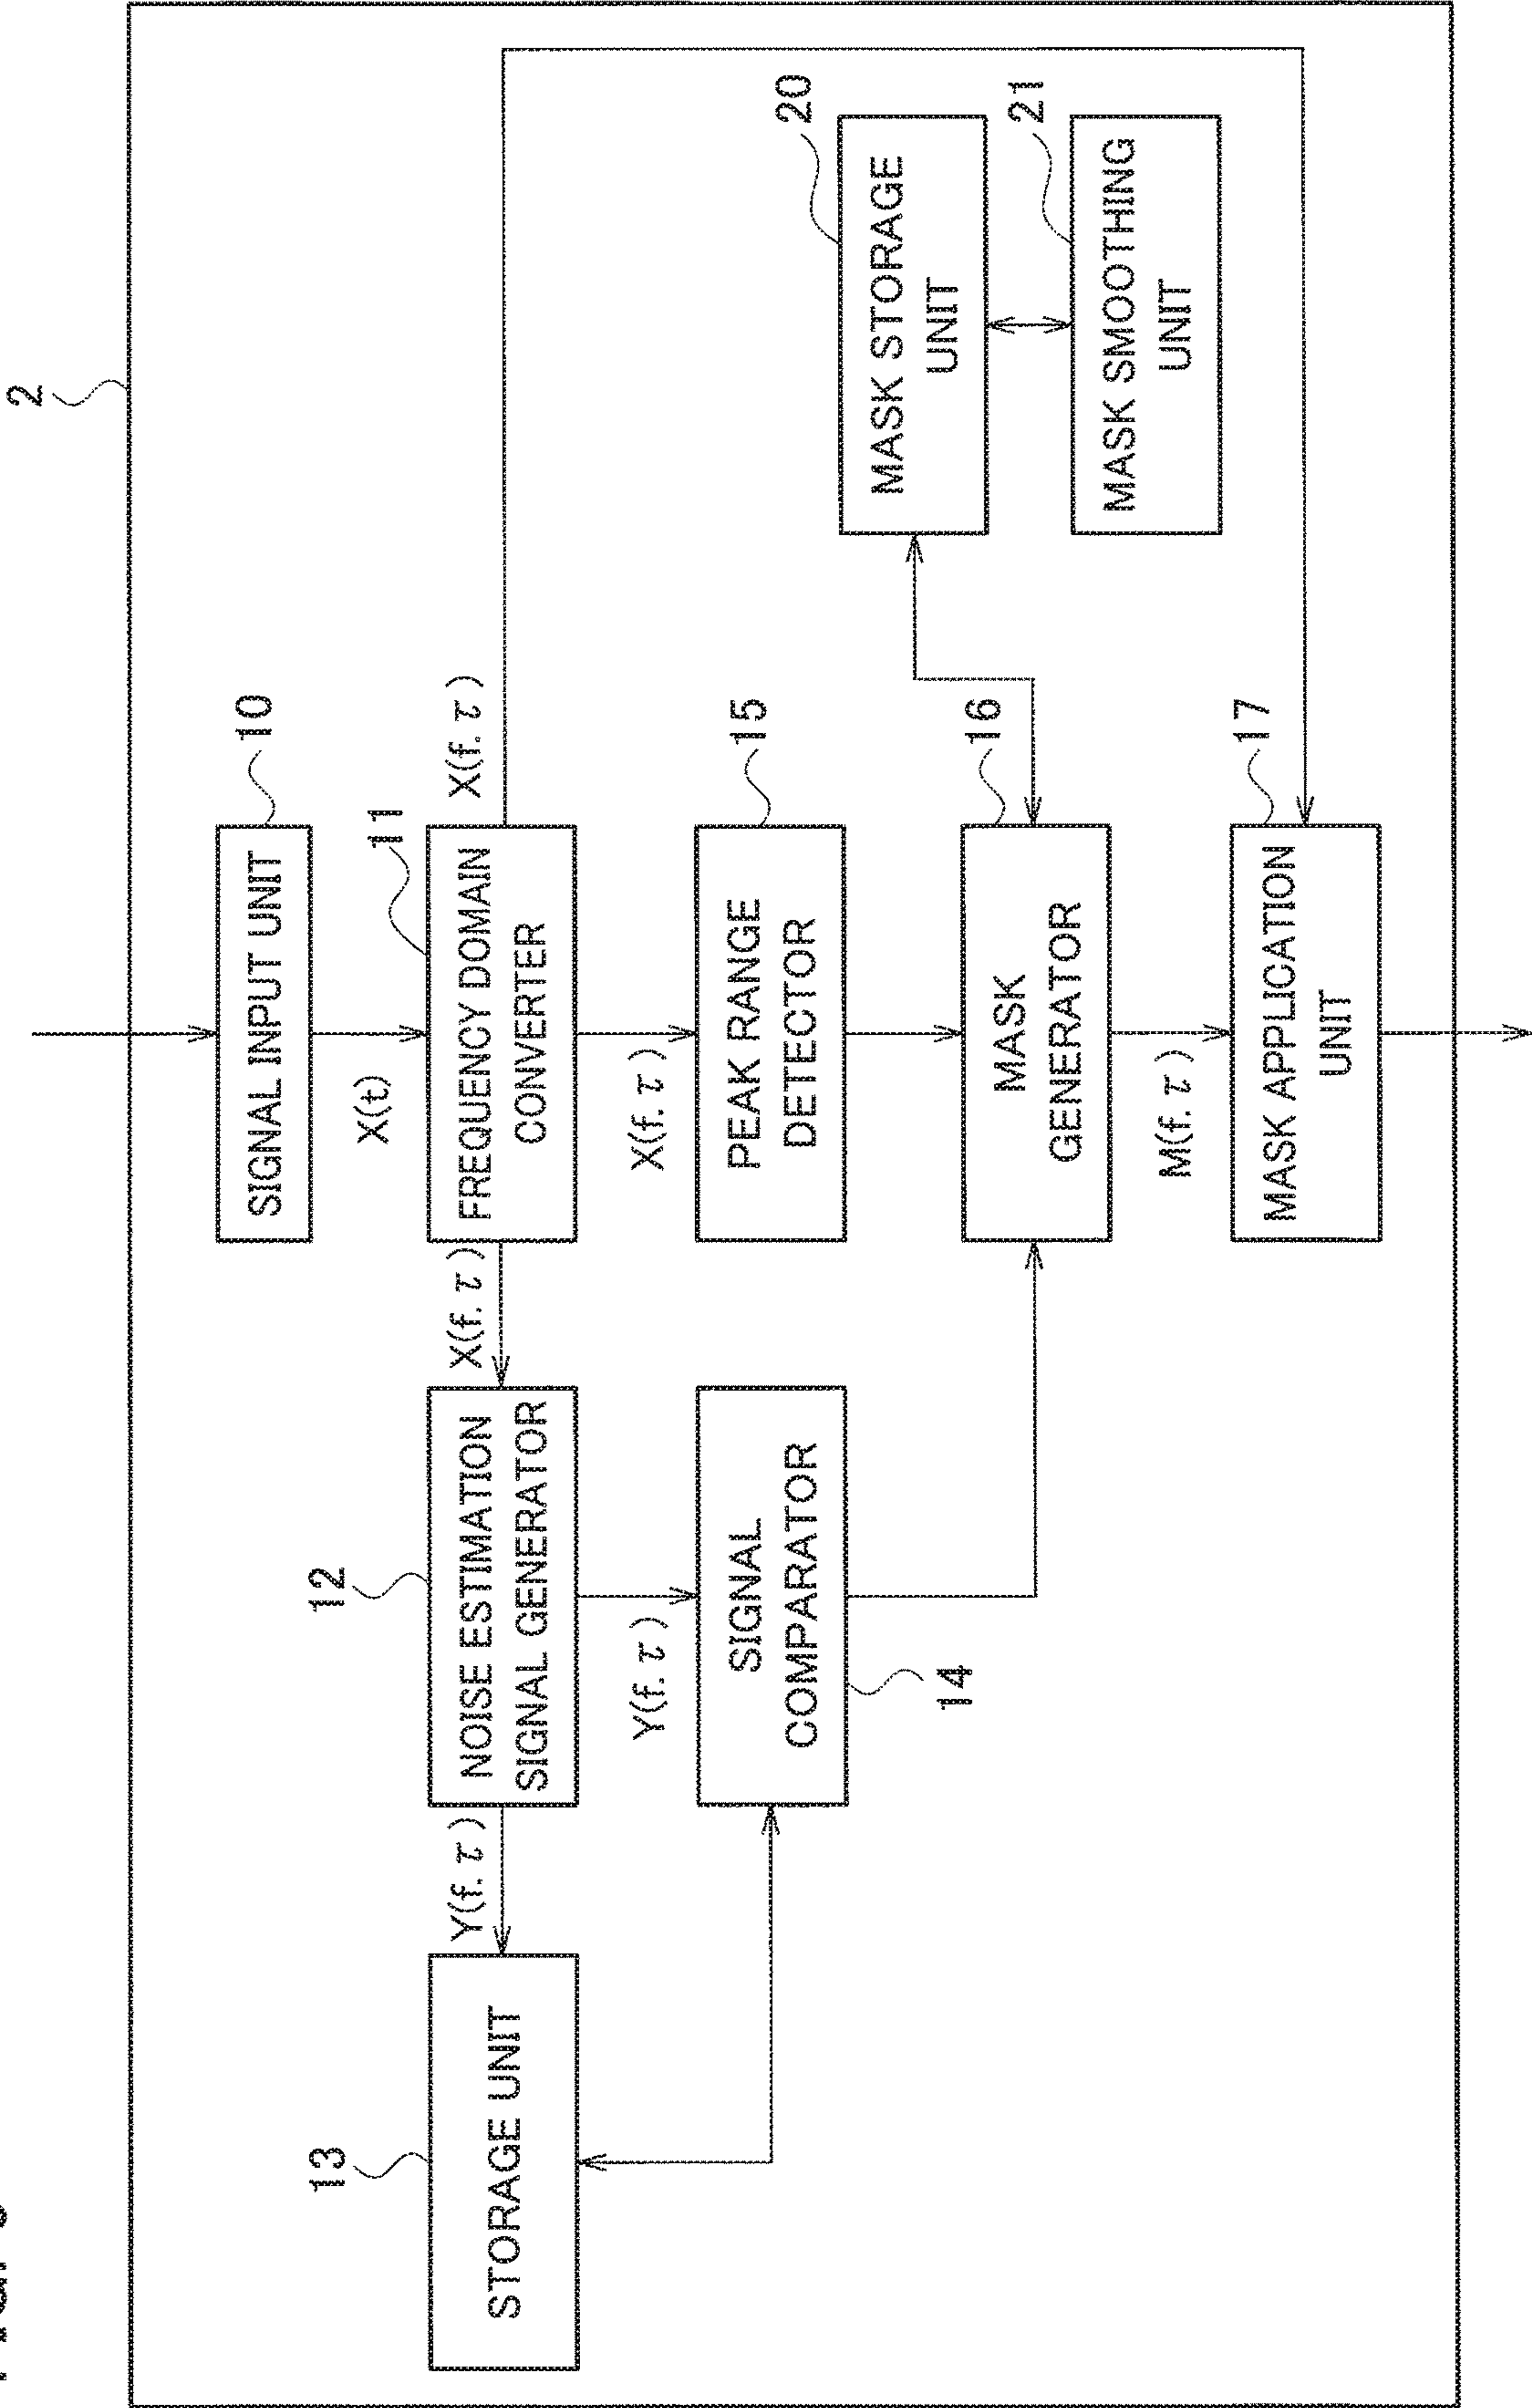 2
10
SIGNAL INPUT UNIT
X(t)
11
FREQUENCY DOMAIN
CONVERTER
X(f. τ)
X(f. τ)
X(f. τ)
12
NOISE ESTIMATION
SIGNAL GENERATOR
Y(f. τ)
Y(f. τ)
13
STORAGE UNIT
SIGNAL
COMPARATOR
14
15
PEAK RANGE
DETECTOR
16
MASK
GENERATOR
M(f. τ)
20
MASK STORAGE
UNIT
21
MASK SMOOTHING
UNIT
17
MASK APPLICATION
UNIT